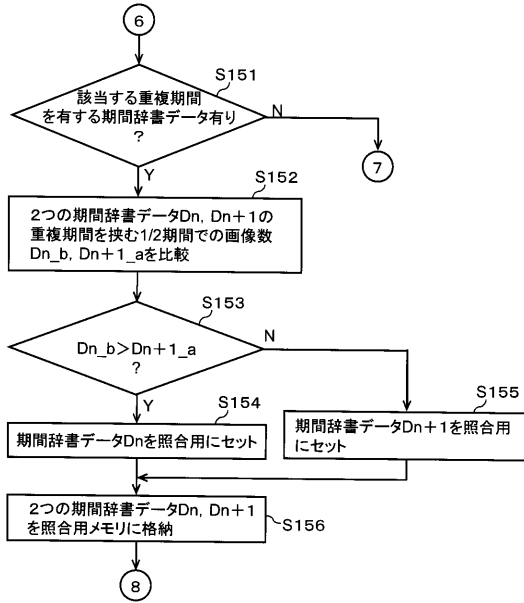 6
S151
該当する重複期間
を有する期間辞書データ有り
?
N
7
Y
S152
2つの期間辞書データDn, Dn+1の
重複期間を挟む1/2期間での画像数
Dn_b, Dn+1_aを比較
S153
Dn_b>Dn+1_a
?
N
Y
S154
期間辞書データDnを照合用にセット
S155
期間辞書データDn+1を照合用
にセット
2つの期間辞書データDn, Dn+1
を照合用メモリに格納
S156
8